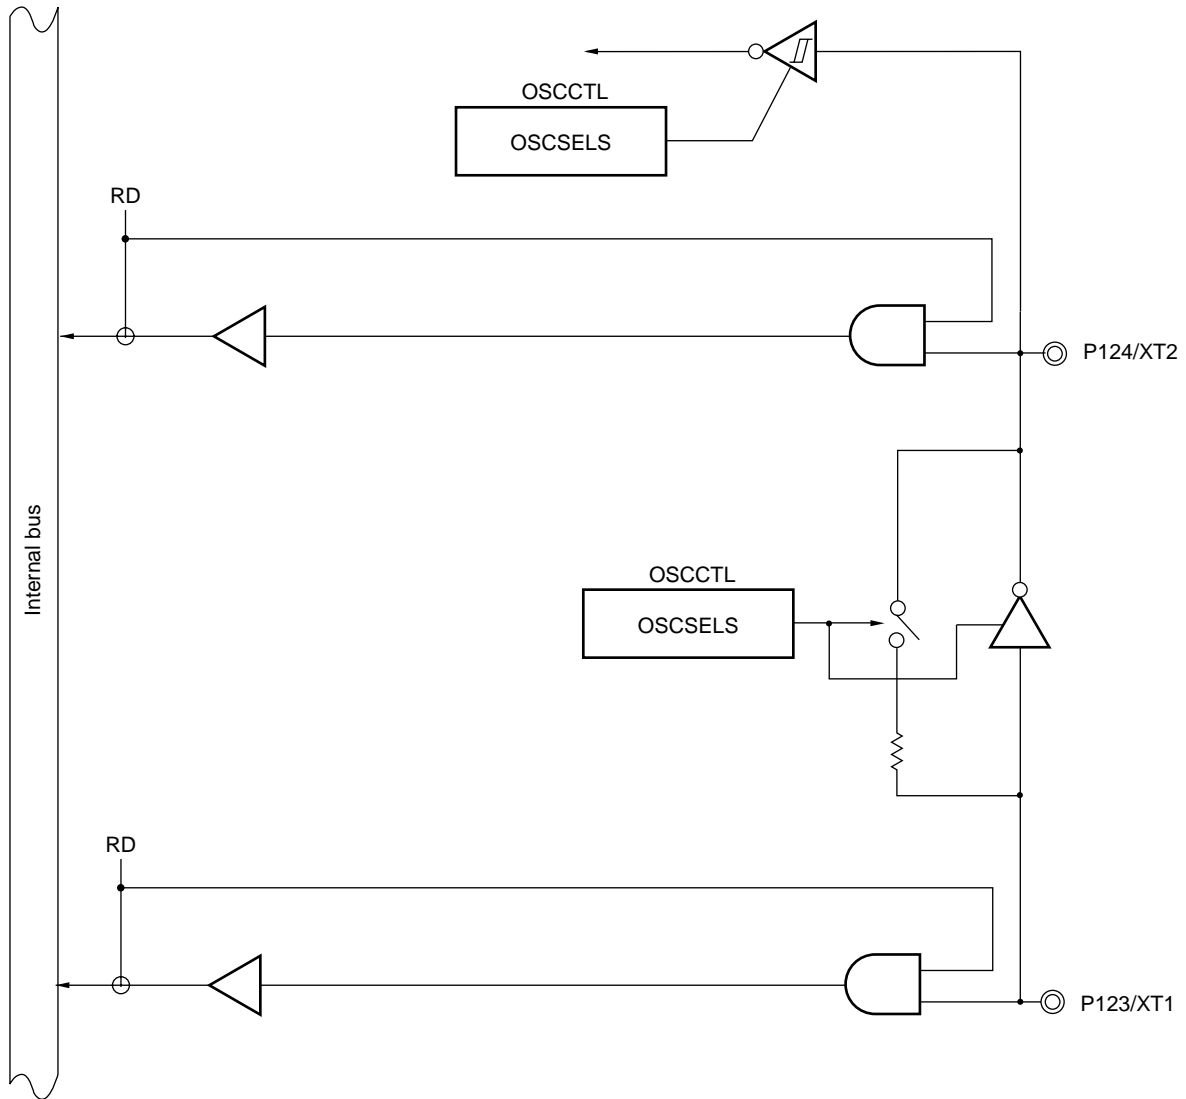 OSCCTL
OSCSELS
RD
P124/XT2
Internal bus
OSCCTL
OSCSELS
RD
P123/XT1